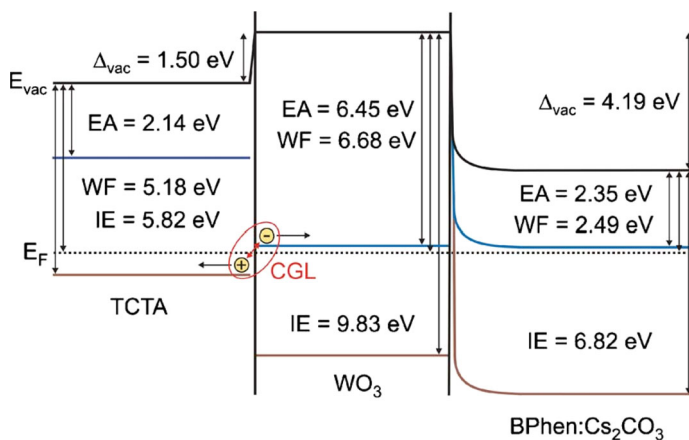 Δvac = 1.50 eV
Evac
EA = 2.14 eV
WF = 5.18 eV
IE = 5.82 eV
EF
−
+
CGL
TCTA
EA = 6.45 eV
WF = 6.68 eV
IE = 9.83 eV
WO3
Δvac = 4.19 eV
EA = 2.35 eV
WF = 2.49 eV
IE = 6.82 eV
BPhen:Cs2CO3